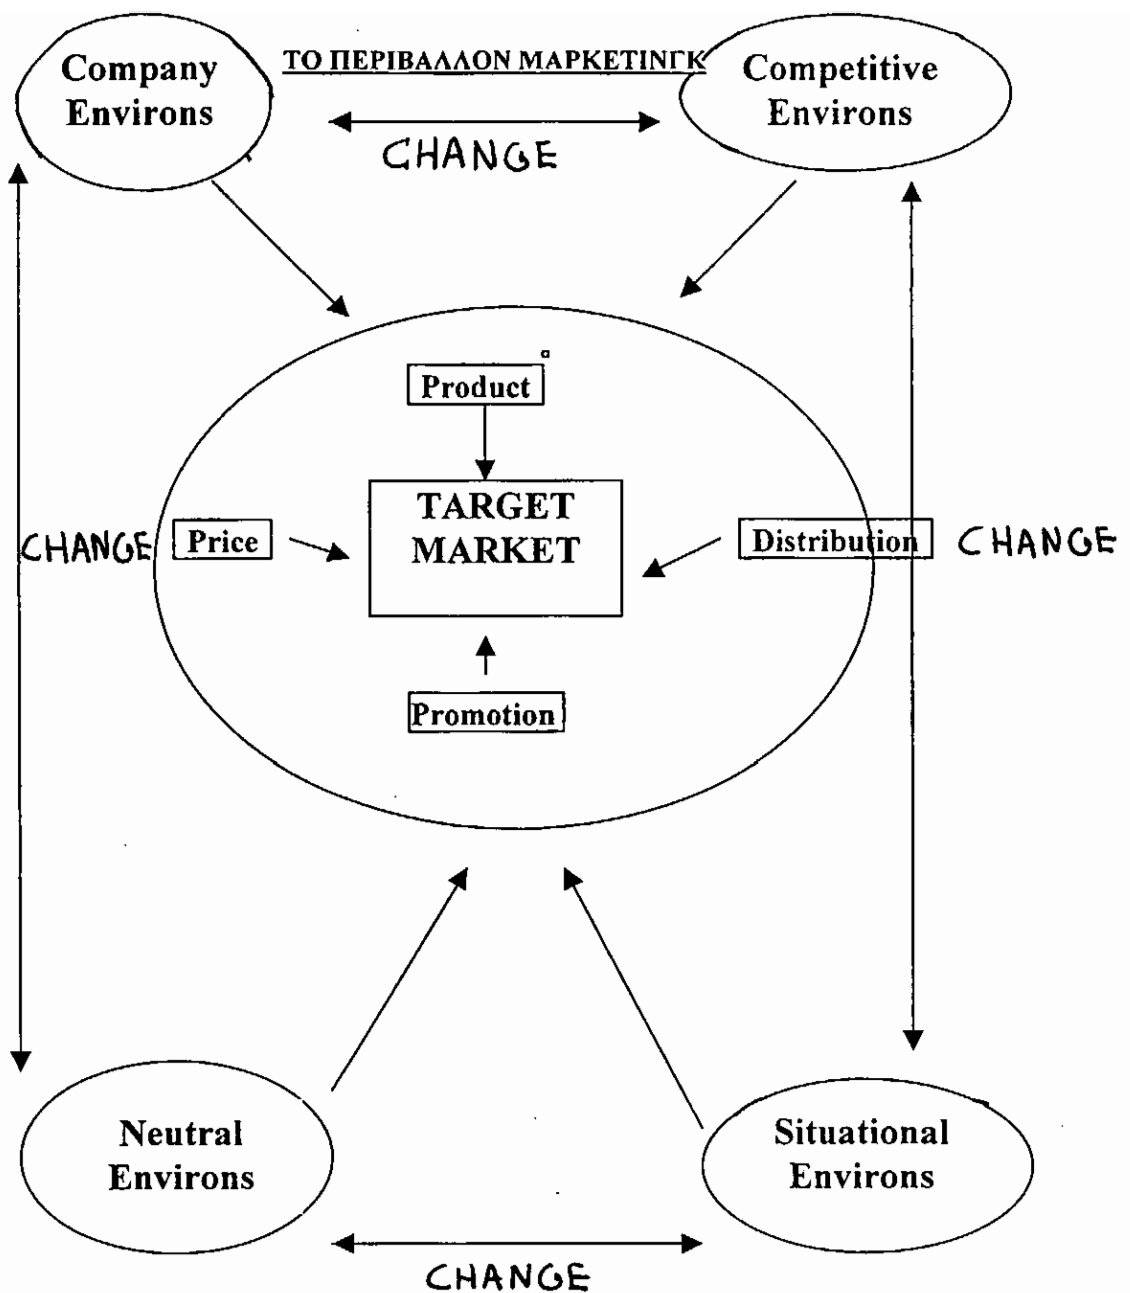 Company
Environs
ΤΟ ΠΕΡΙΒΑΛΛΟΝ ΜΑΡΚΕΤΙΝΓΚ
Competitive
Environs
CHANGE
Product
TARGET
MARKET
CHANGE
Price
Distribution
CHANGE
Promotion
Neutral
Environs
Situational
Environs
CHANGE